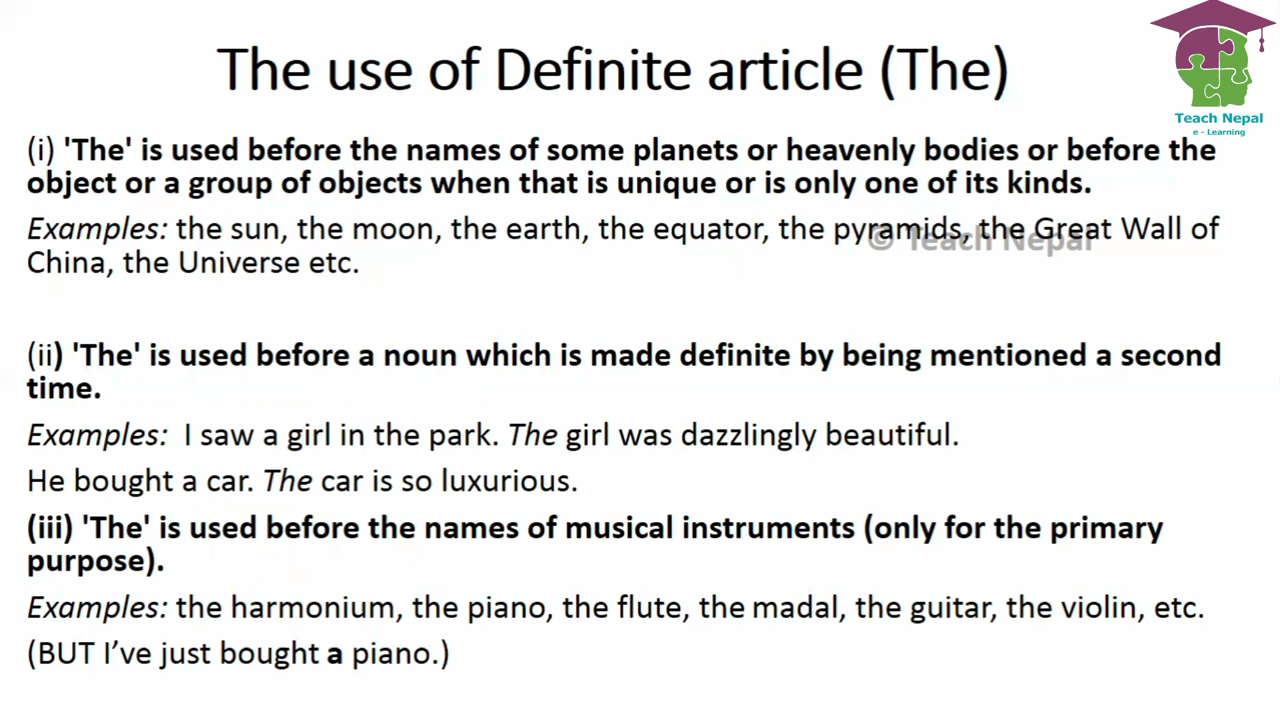 The use of Definite article (The)
Teach Nepal
e - Learning
(i) 'The' is used before the names of some planets or heavenly bodies or before the
object or a group of objects when that is unique or is only one of its kinds.
Examples: the sun, the moon, the earth, the equator, the pyramids, the Great Wall of
© Teach Nepal
China, the Universe etc.
(ii) 'The' is used before a noun which is made definite by being mentioned a second
time.
Examples: I saw a girl in the park. The girl was dazzlingly beautiful.
He bought a car. The car is so luxurious.
(iii) 'The' is used before the names of musical instruments (only for the primary
purpose).
Examples: the harmonium, the piano, the flute, the madal, the guitar, the violin, etc.
(BUT I’ve just bought a piano.)